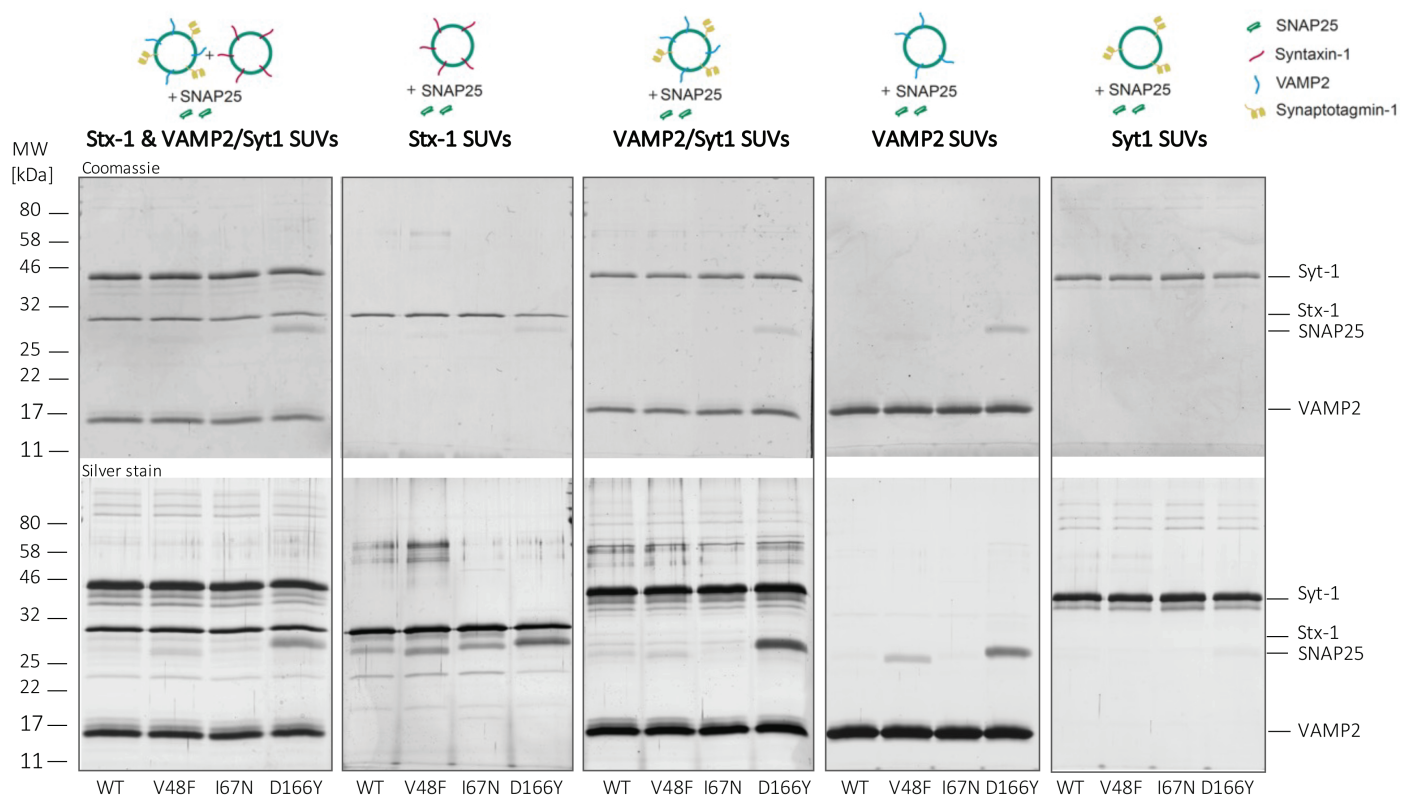 SNAP25
Syntaxin-1
VAMP2
Synaptotagmin-1
+
+ SNAP25
+ SNAP25
+ SNAP25
+ SNAP25
+ SNAP25
Stx-1 & VAMP2/Syt1 SUVs
Stx-1 SUVs
VAMP2/Syt1 SUVs
VAMP2 SUVs
Syt1 SUVs
MW
[kDa]
Coomassie
80
58
46
32
25
22
17
11
Syt-1
Stx-1
SNAP25
VAMP2
Silver stain
80
58
46
32
25
22
17
11
Syt-1
Stx-1
SNAP25
VAMP2
WT V48F I67N D166Y
WT V48F I67N D166Y
WT V48F I67N D166Y
WT V48F I67N D166Y
WT V48F I67N D166Y